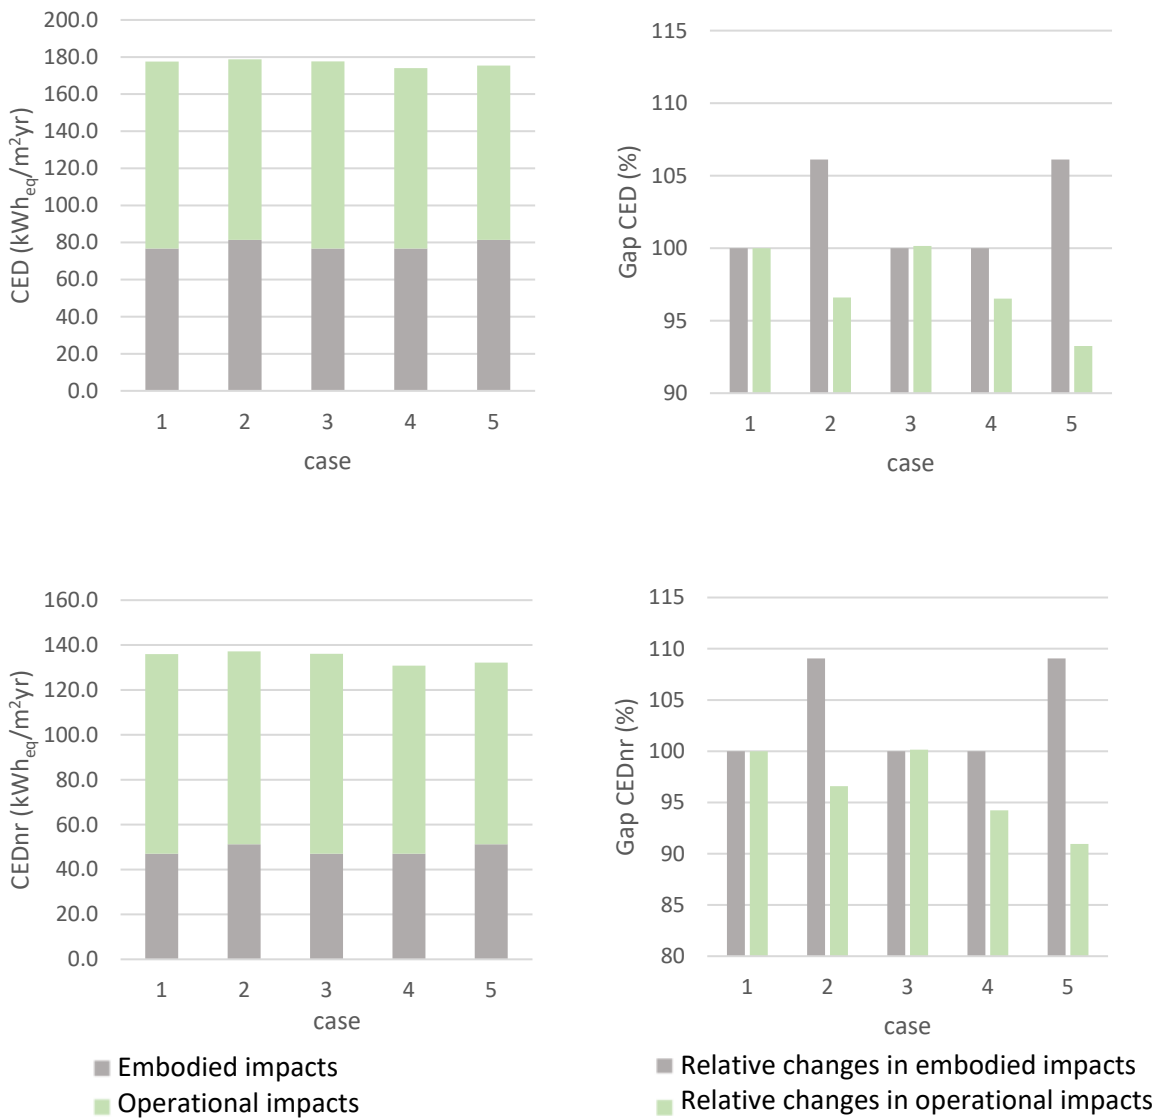 200.0
180.0
160.0
140.0
120.0
100.0
80.0
60.0
40.0
20.0
0.0
CED (kWheq/m²yr)
1 2 3 4 5
case
115
110
105
100
95
90
Gap CED (%)
1 2 3 4 5
case
160.0
140.0
120.0
100.0
80.0
60.0
40.0
20.0
0.0
CEDnr (kWheq/m²yr)
1 2 3 4 5
case
Embodied impacts
Operational impacts
115
110
105
100
95
90
85
80
Gap CEDnr (%)
1 2 3 4 5
case
Relative changes in embodied impacts
Relative changes in operational impacts